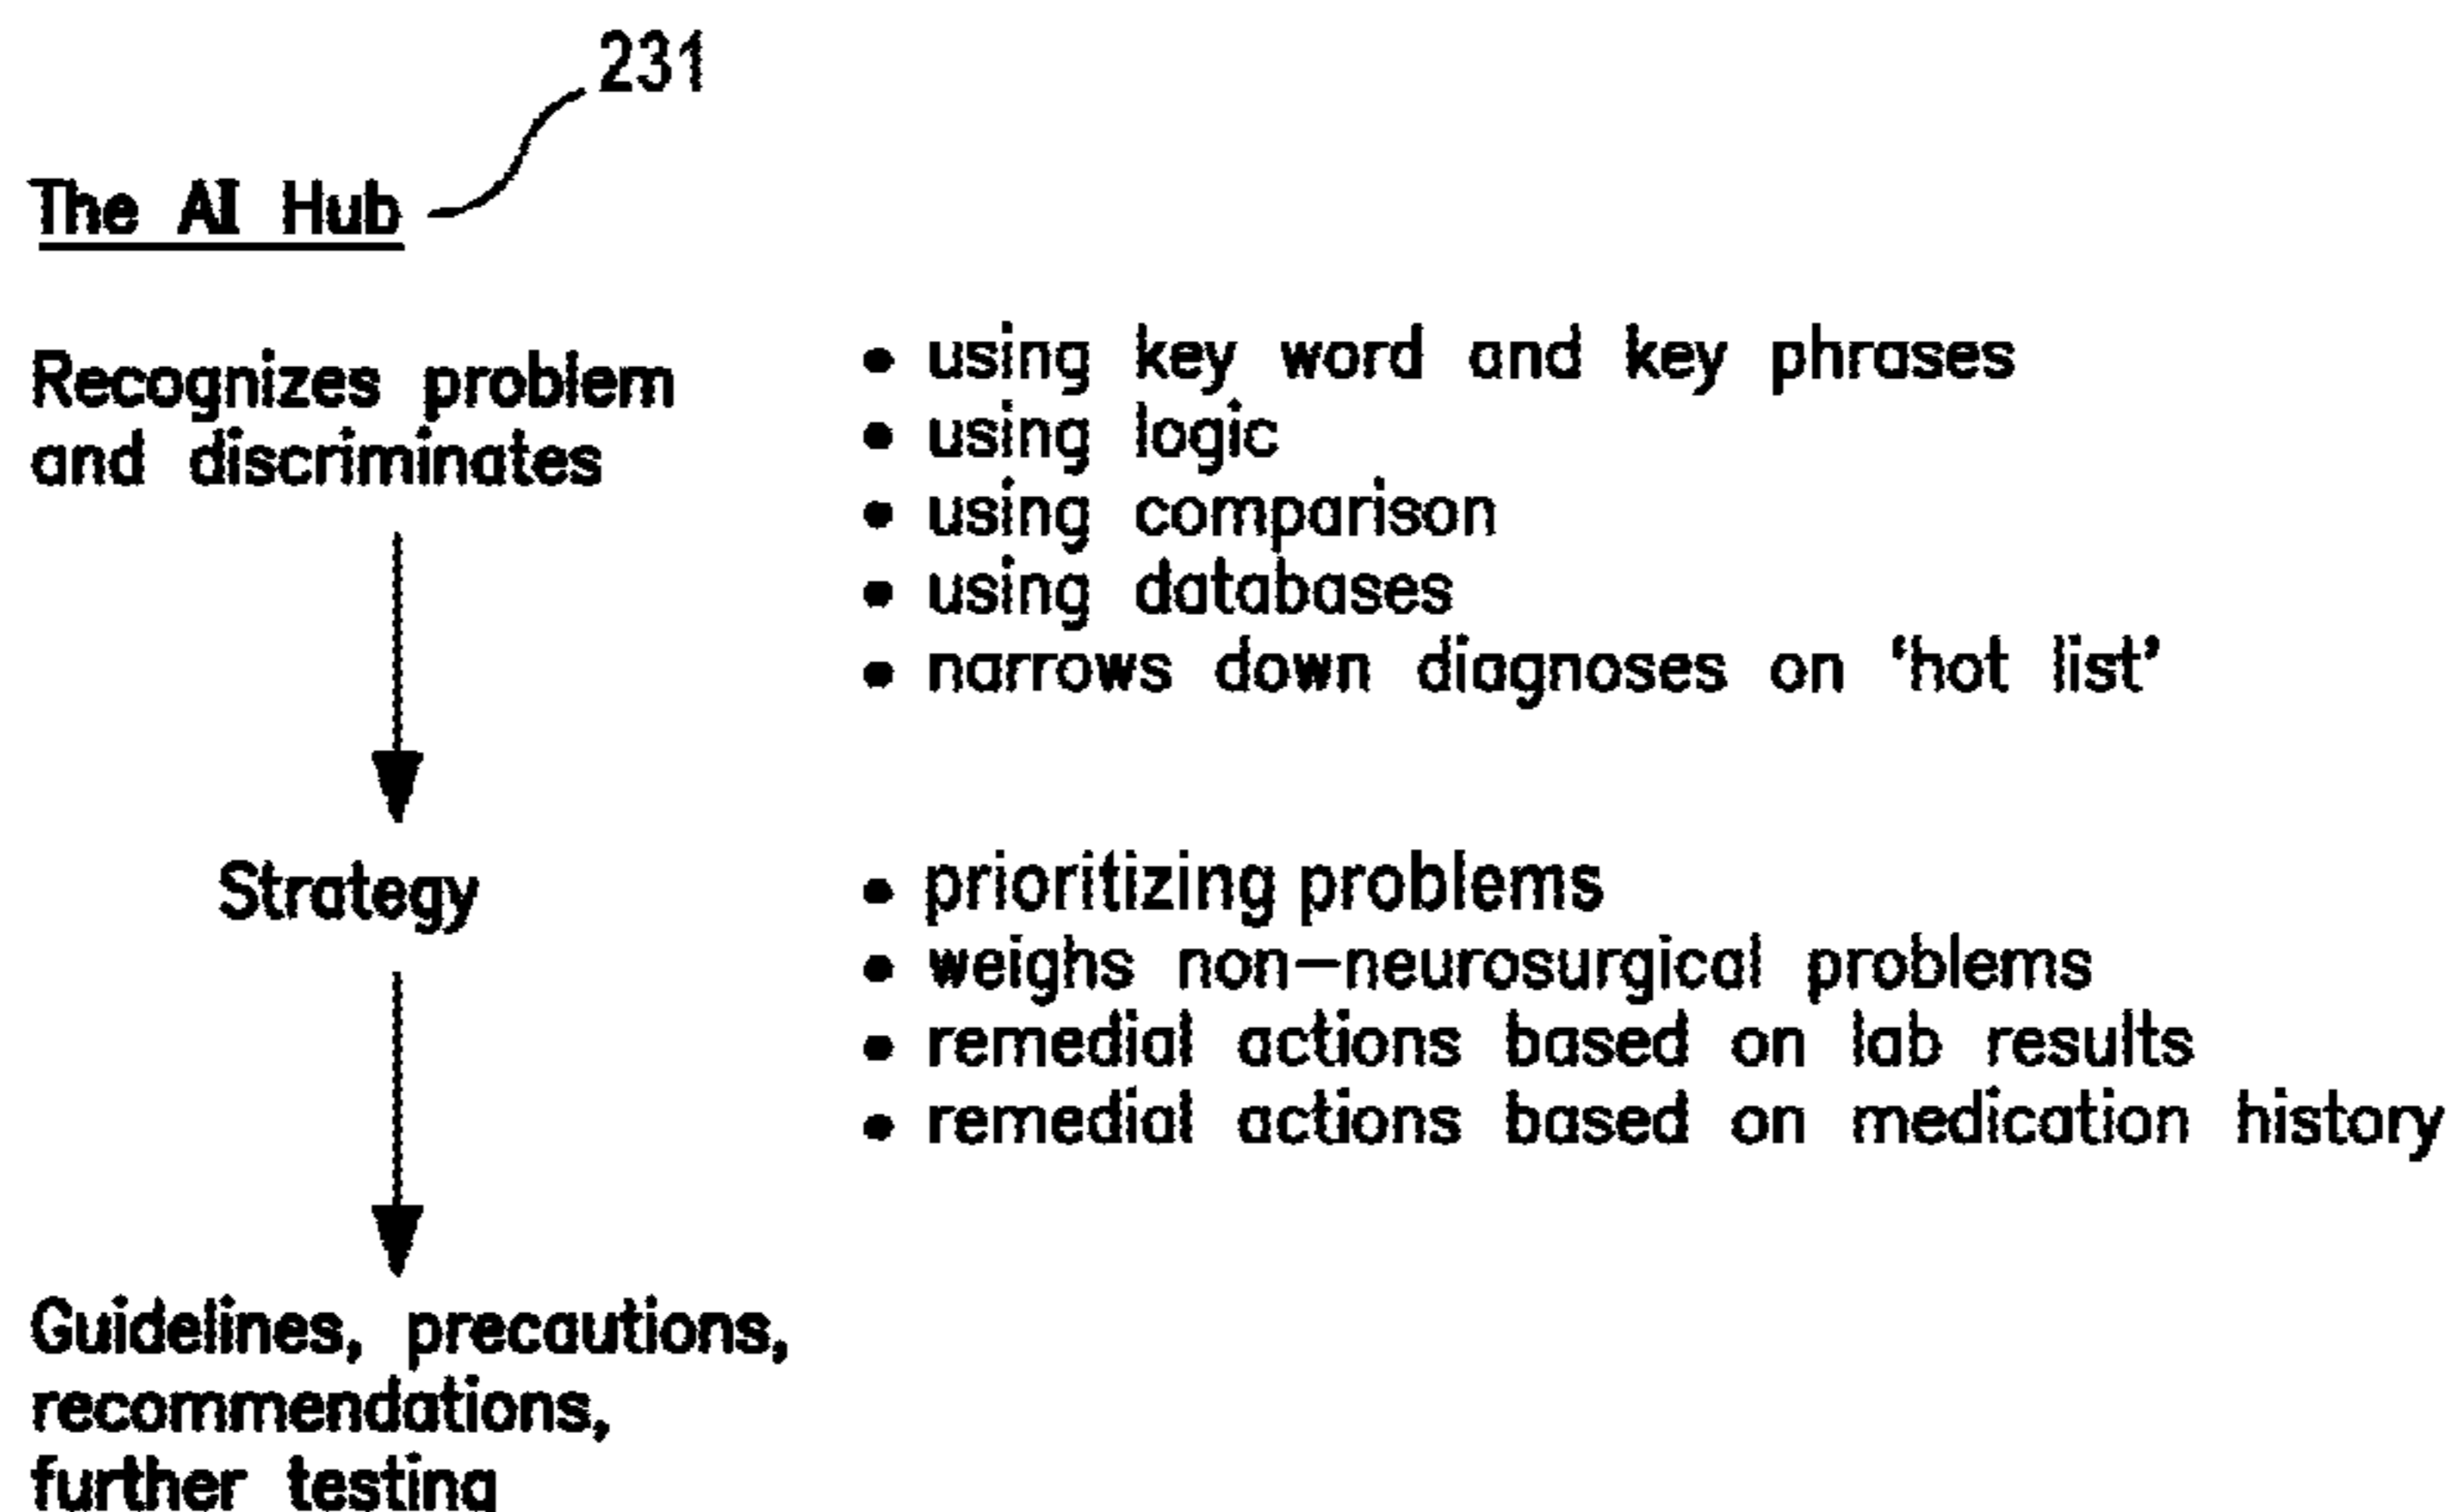 231
The AI Hub
Recognizes problem
and discriminates
• using key word and key phrases
• using logic
• using comparison
• using databases
• narrows down diagnoses on ‘hot list’
Strategy
• prioritizing problems
• weighs non—neurosurgical problems
• remedial actions based on lab results
• remedial actions based on medication history
Guidelines, precautions,
recommendations,
further testing